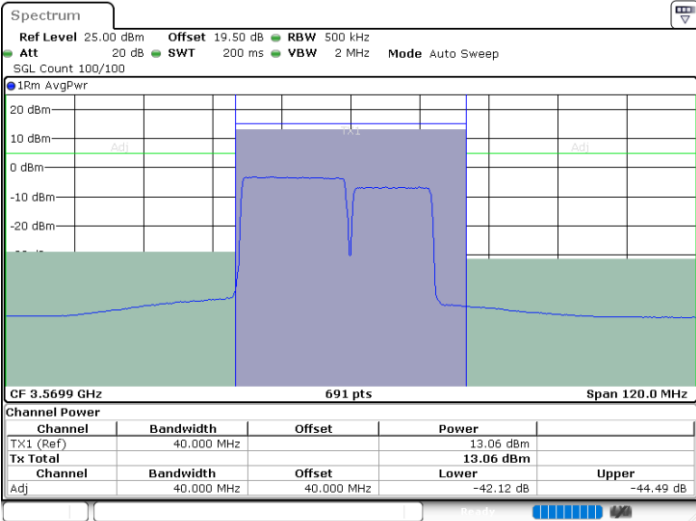 Spectrum
Ref Level 25.00 dBm Offset 19.50 dB RBW 500 kHz
Att 20 dB SWT 200 ms VBW 2 MHz Mode Auto Sweep
SGL Count 100/100
1Rm AvgPwr
20 dBm
TX1
10 dBm
Adj Adj
0 dBm
-10 dBm
-20 dBm
CF 3.5699 GHz 691 pts Span 120.0 MHz
Channel Power
Channel Bandwidth Offset Power
TX1 (Ref) 40.000 MHz 13.06 dBm
Tx Total 13.06 dBm
Channel Bandwidth Offset Lower Upper
Adj 40.000 MHz 40.000 MHz -42.12 dB -44.49 dB
Ready